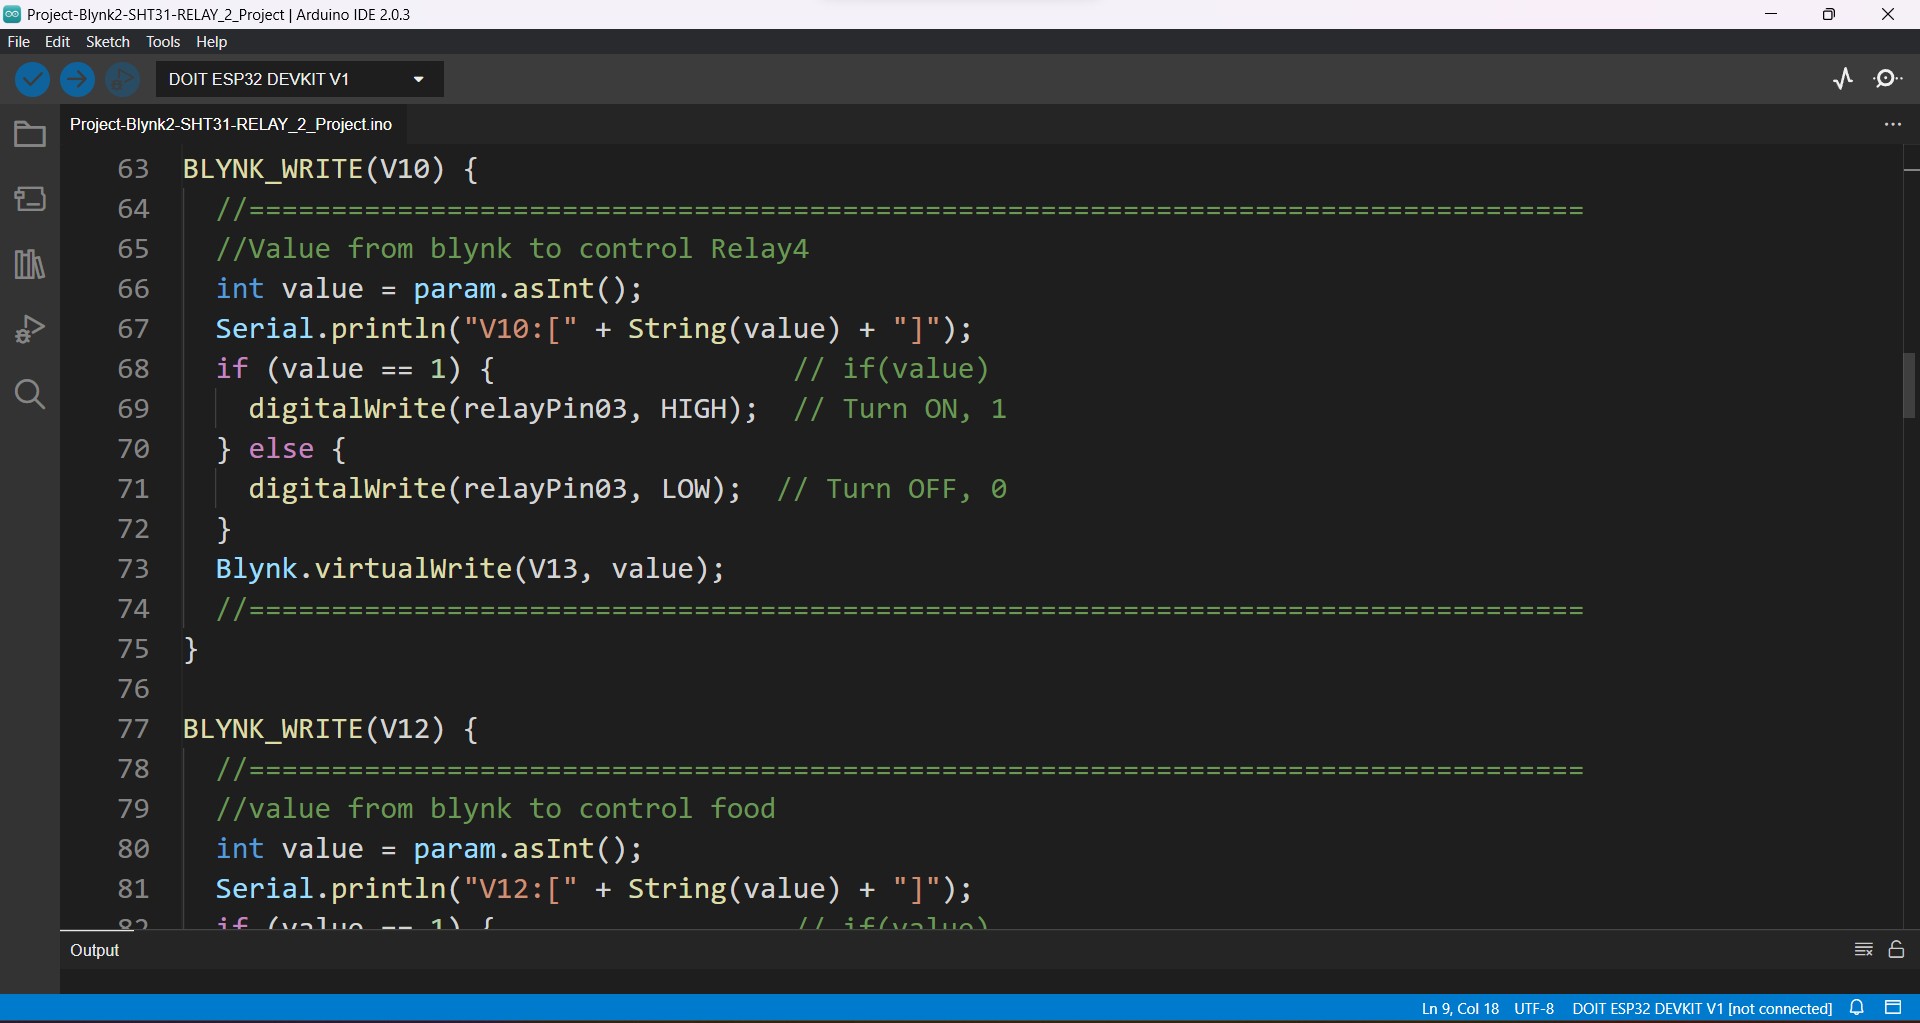 Project-Blynk2-SHT31-RELAY_2_Project | Arduino IDE 2.0.3
File Edit Sketch Tools Help
DOIT ESP32 DEVKIT V1
Project-Blynk2-SHT31-RELAY_2_Project.ino
63 BLYNK_WRITE(V10) {
64 //=================================================================================
65 //Value from blynk to control Relay4
66 int value = param.asInt();
67 Serial.println("V10:[" + String(value) + "]");
68 if (value == 1) { // if(value)
69 digitalWrite(relayPin03, HIGH); // Turn ON, 1
70 } else {
71 digitalWrite(relayPin03, LOW); // Turn OFF, 0
72 }
73 Blynk.virtualWrite(V13, value);
74 //=================================================================================
75 }
76
77 BLYNK_WRITE(V12) {
78 //=================================================================================
79 //value from blynk to control food
80 int value = param.asInt();
81 Serial.println("V12:[" + String(value) + "]");
82 if (value == 1) { // if(value)
Output
Ln 9, Col 18 UTF-8 DOIT ESP32 DEVKIT V1 [not connected]